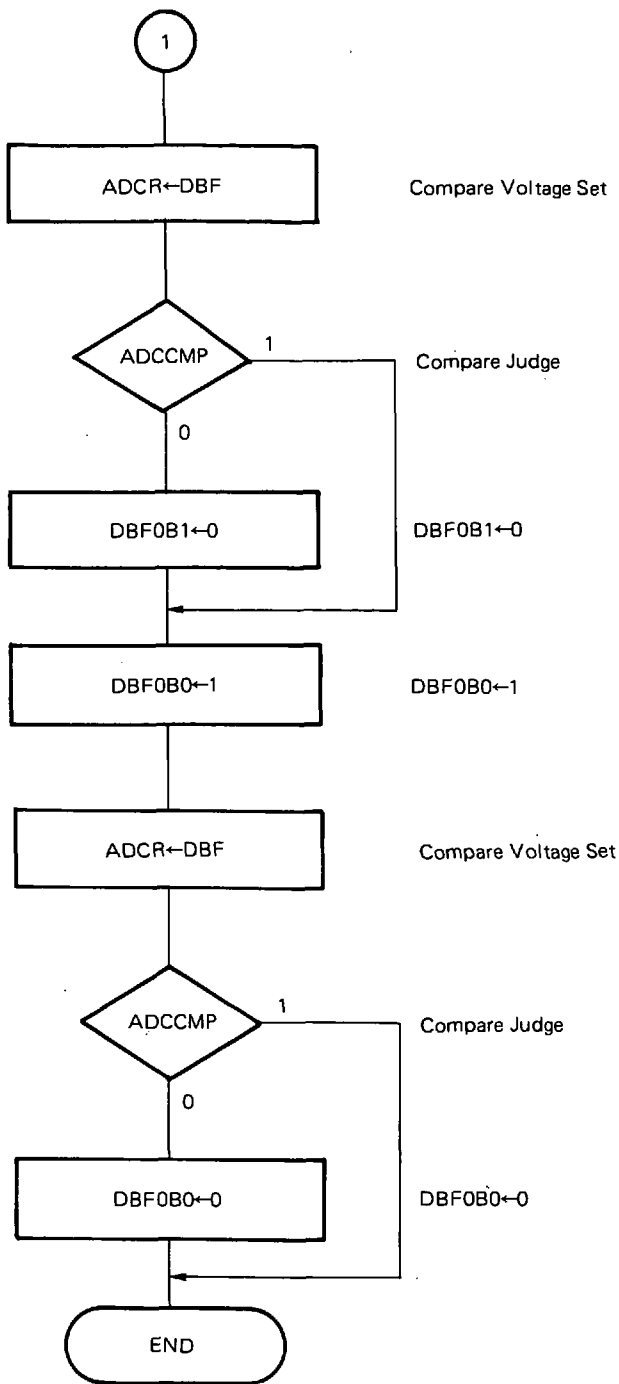 1
ADCR←DBF Compare Voltage Set
ADCCMP 1 Compare Judge
0
DBF0B1←0 DBF0B1←0
DBF0B0←1 DBF0B0←1
ADCR←DBF Compare Voltage Set
ADCCMP 1 Compare Judge
0
DBF0B0←0 DBF0B0←0
END